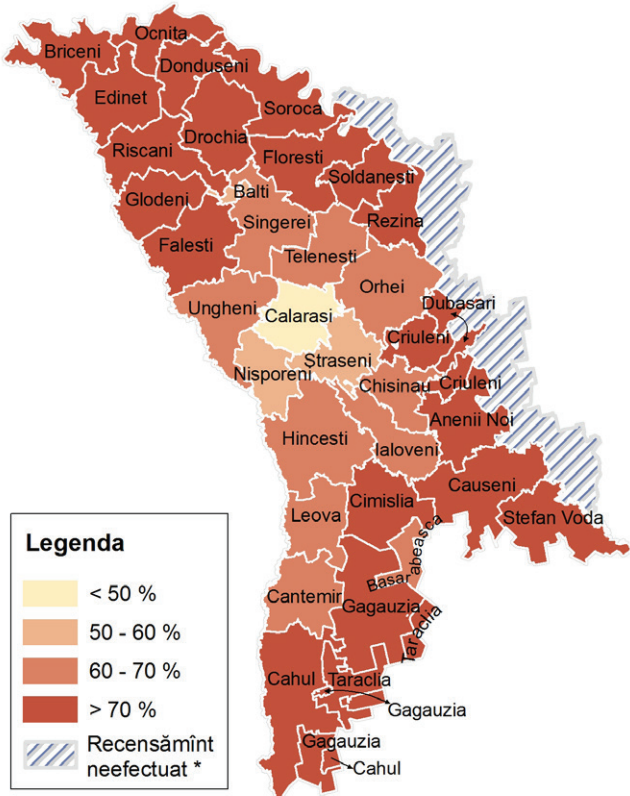 Ocnita
Briceni
Donduseni
Edinet
Soroca
Drochia
Riscani
Floresti
Soldanesti
Balti
Glodeni
Singerei
Rezina
Falesti
Telenesti
Orhei
Ungheni
Dubasari
Calarasi
Criuleni
Straseni
Nisporeni
Chisinau
Criuleni
Anenii Noi
Hincesti
Ialoveni
Causeni
Cimislia
Leova
Stefan Voda
Basarabeasca
Cantemir
Gagauzia
Taraclia
Cahul
Taraclia
Gagauzia
Gagauzia
Cahul
Legenda
< 50 %
50 - 60 %
60 - 70 %
> 70 %
Recensămînt
neefectuat *